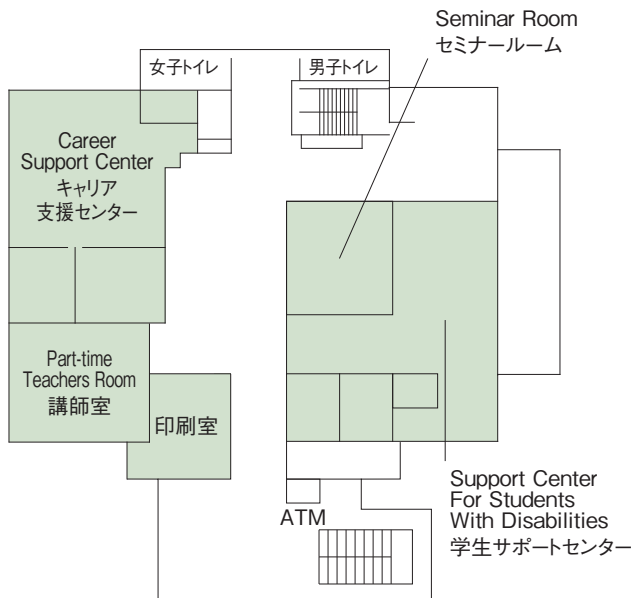 Seminar Room
セミナールーム
女子トイレ
男子トイレ
Career
Support Center
キャリア
支援センター
Part-time
Teachers Room
講師室
印刷室
Support Center
For Students
With Disabilities
学生サポートセンター
ATM